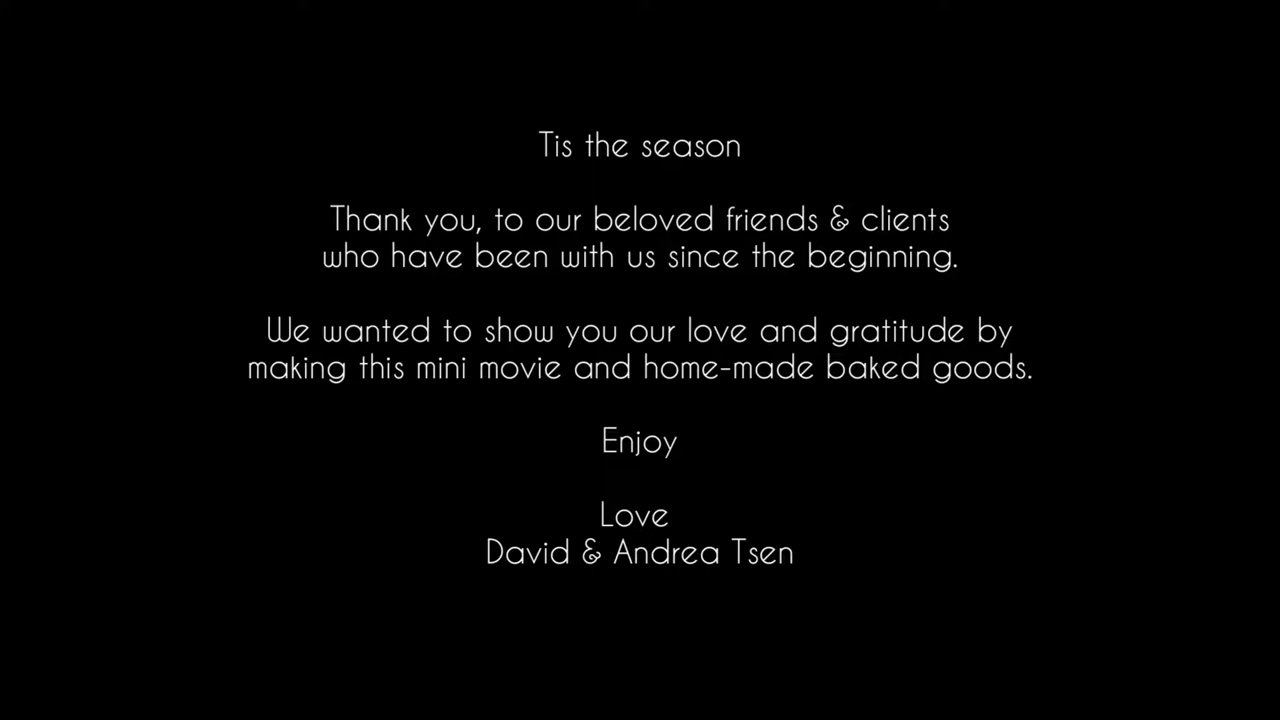 Tis the season
Thank you, to our beloved friends & clients
who have been with us since the beginning.
We wanted to show you our love and gratitude by
making this mini movie and home-made baked goods.
Enjoy
Love
David & Andrea Tsen